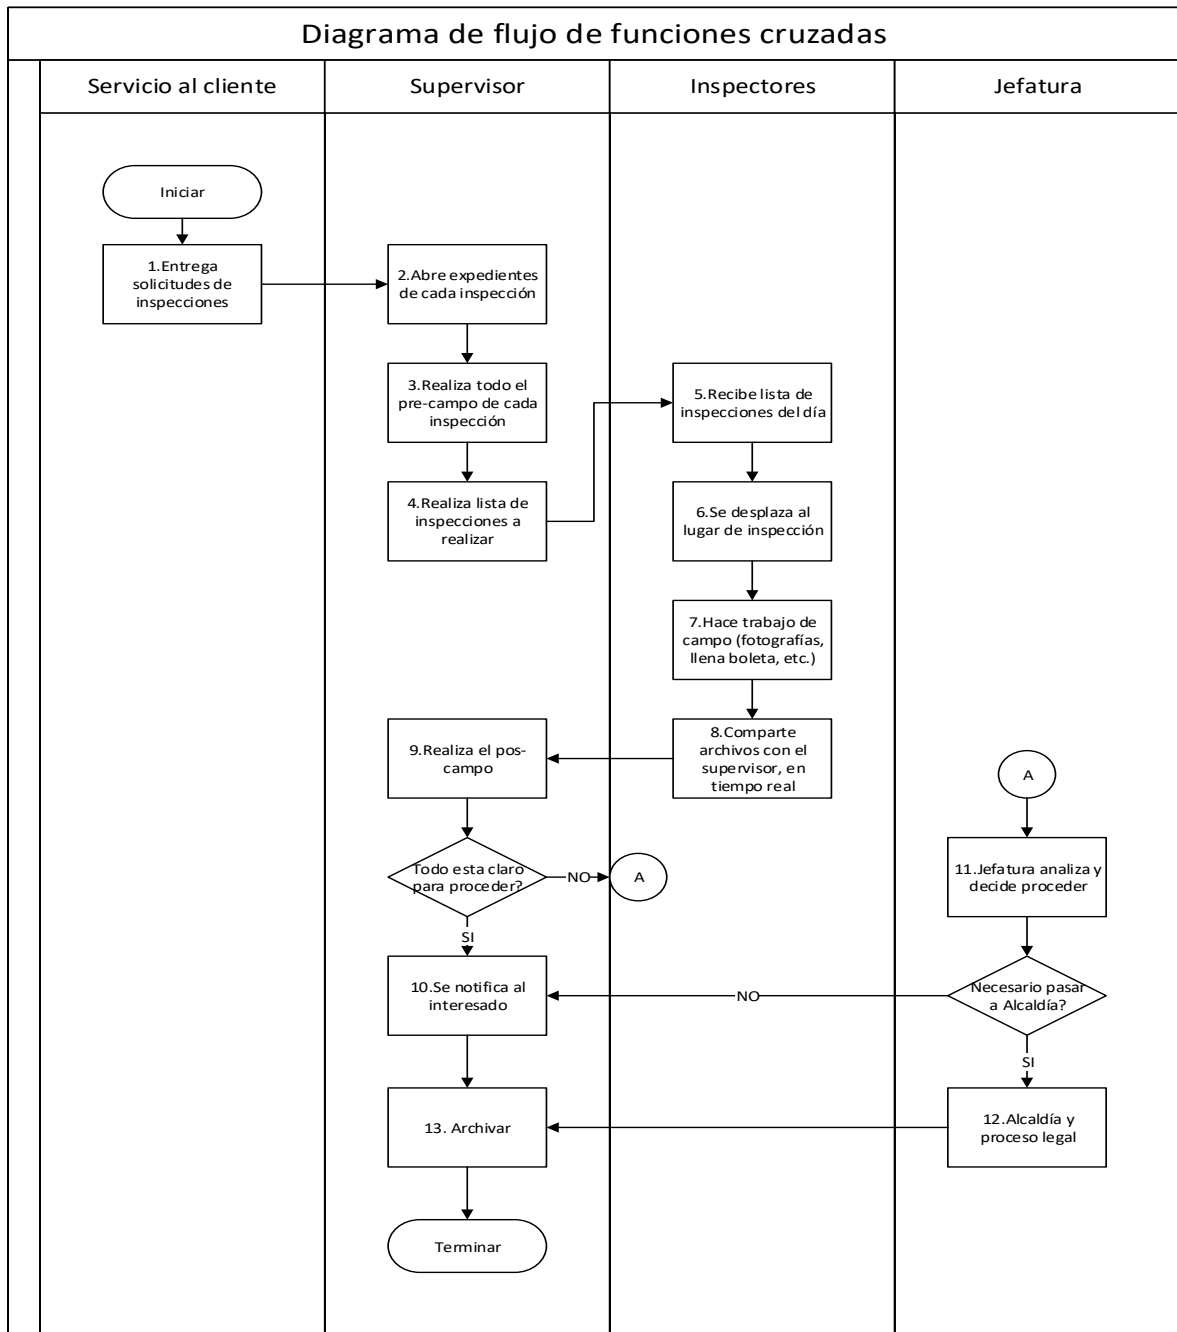 Diagrama de flujo de funciones cruzadas
Servicio al cliente
Supervisor
Inspectores
Jefatura
Iniciar
1.Entrega
solicitudes de
inspecciones
2.Abre expedientes
de cada inspección
3.Realiza todo el
pre-campo de cada
inspección
4.Realiza lista de
inspecciones a
realizar
5.Recibe lista de
inspecciones del día
6.Se desplaza al
lugar de inspección
7.Hace trabajo de
campo (fotografías,
llena boleta, etc.)
8.Comparte
archivos con el
supervisor, en
tiempo real
9.Realiza el pos-
campo
Todo esta claro
para proceder?
NO
A
SI
A
11.Jefatura analiza y
decide proceder
Necesario pasar
a Alcaldía?
NO
SI
10.Se notifica al
interesado
12.Alcaldía y
proceso legal
13. Archivar
Terminar